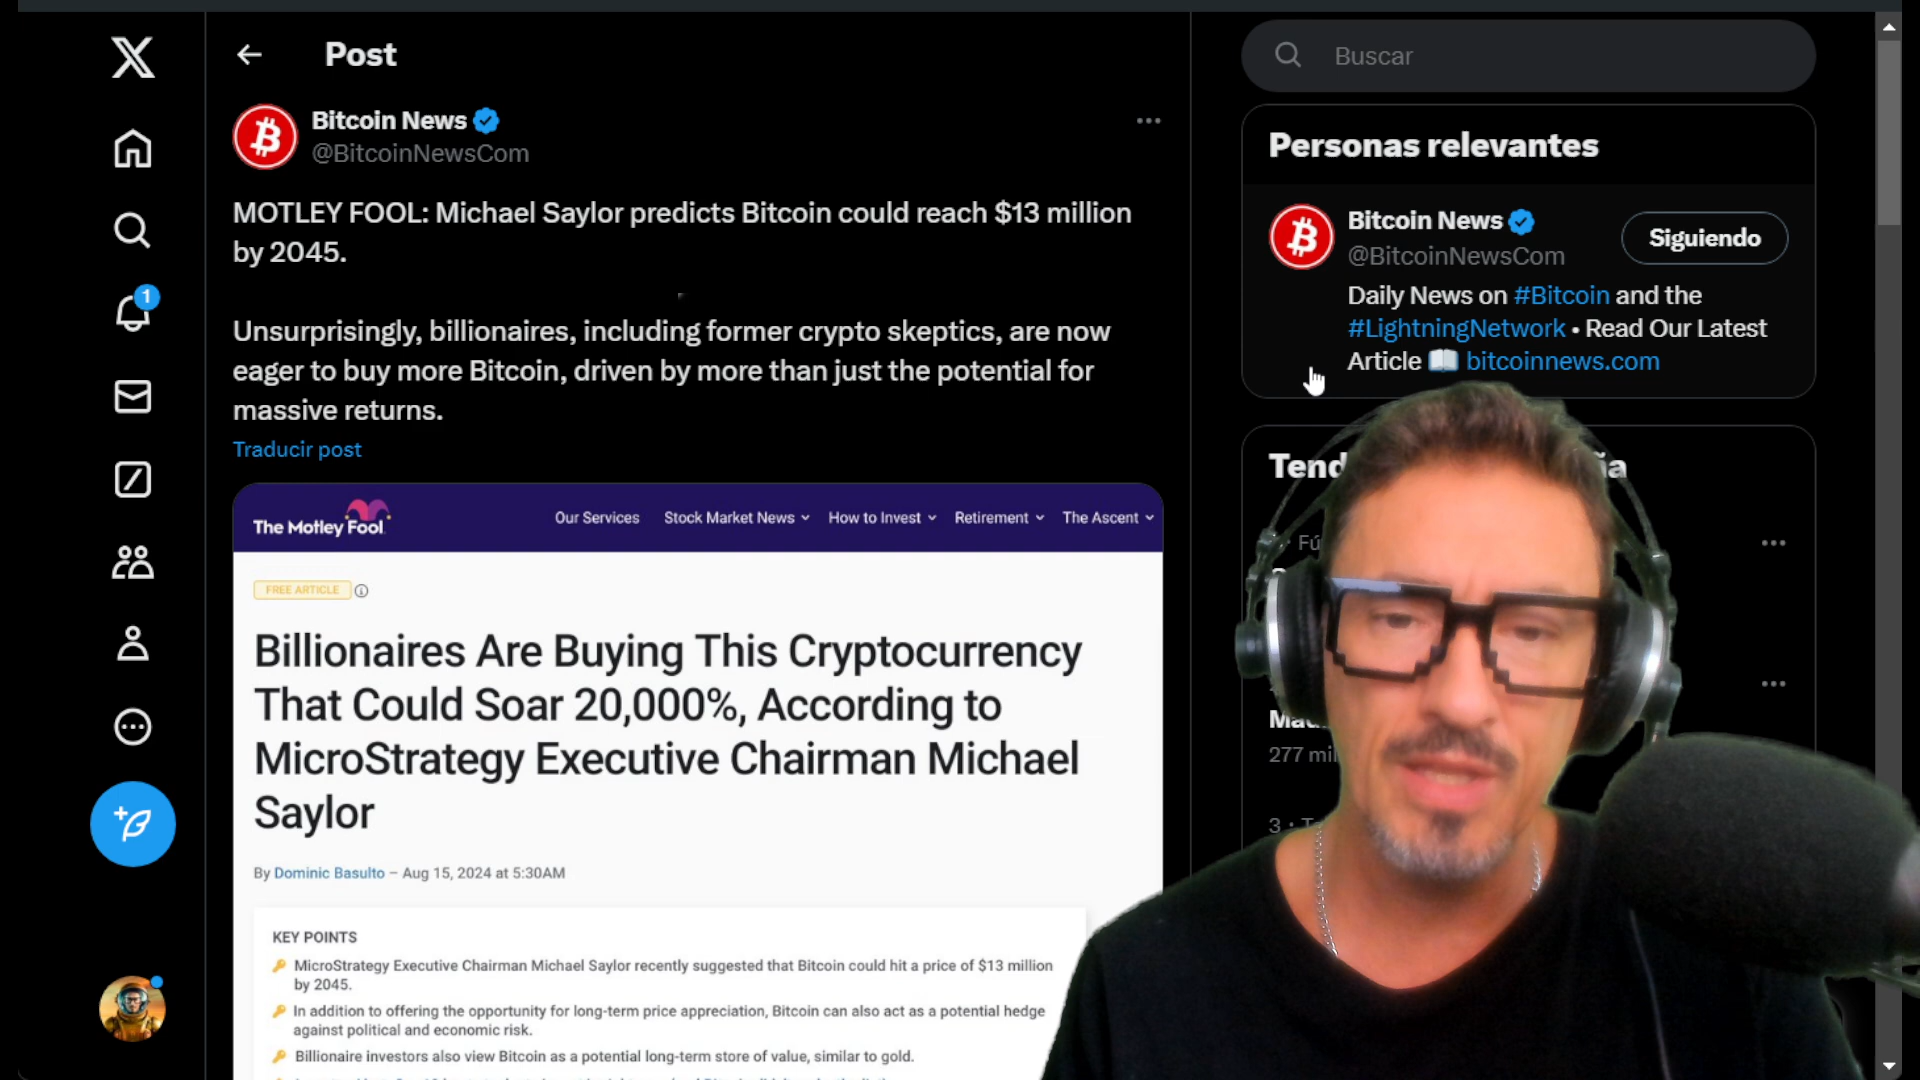 Post
Buscar
Bitcoin News
@BitcoinNewsCom
MOTLEY FOOL: Michael Saylor predicts Bitcoin could reach $13 million
by 2045.
Unsurprisingly, billionaires, including former crypto skeptics, are now
eager to buy more Bitcoin, driven by more than just the potential for
massive returns.
Traducir post
The Motley Fool.
Our Services
Stock Market News
How to Invest
Retirement
The Ascent
FREE ARTICLE
Billionaires Are Buying This Cryptocurrency
That Could Soar 20,000%, According to
MicroStrategy Executive Chairman Michael
Saylor
By Dominic Basulto – Aug 15, 2024 at 5:30AM
KEY POINTS
MicroStrategy Executive Chairman Michael Saylor recently suggested that Bitcoin could hit a price of $13 million
by 2045.
In addition to offering the opportunity for long-term price appreciation, Bitcoin can also act as a potential hedge
against political and economic risk.
Billionaire investors also view Bitcoin as a potential long-term store of value, similar to gold.
Personas relevantes
Bitcoin News
@BitcoinNewsCom
Siguiendo
Daily News on #Bitcoin and the
#LightningNetwork • Read Our Latest
Article bitcoinnews.com
1
277
3